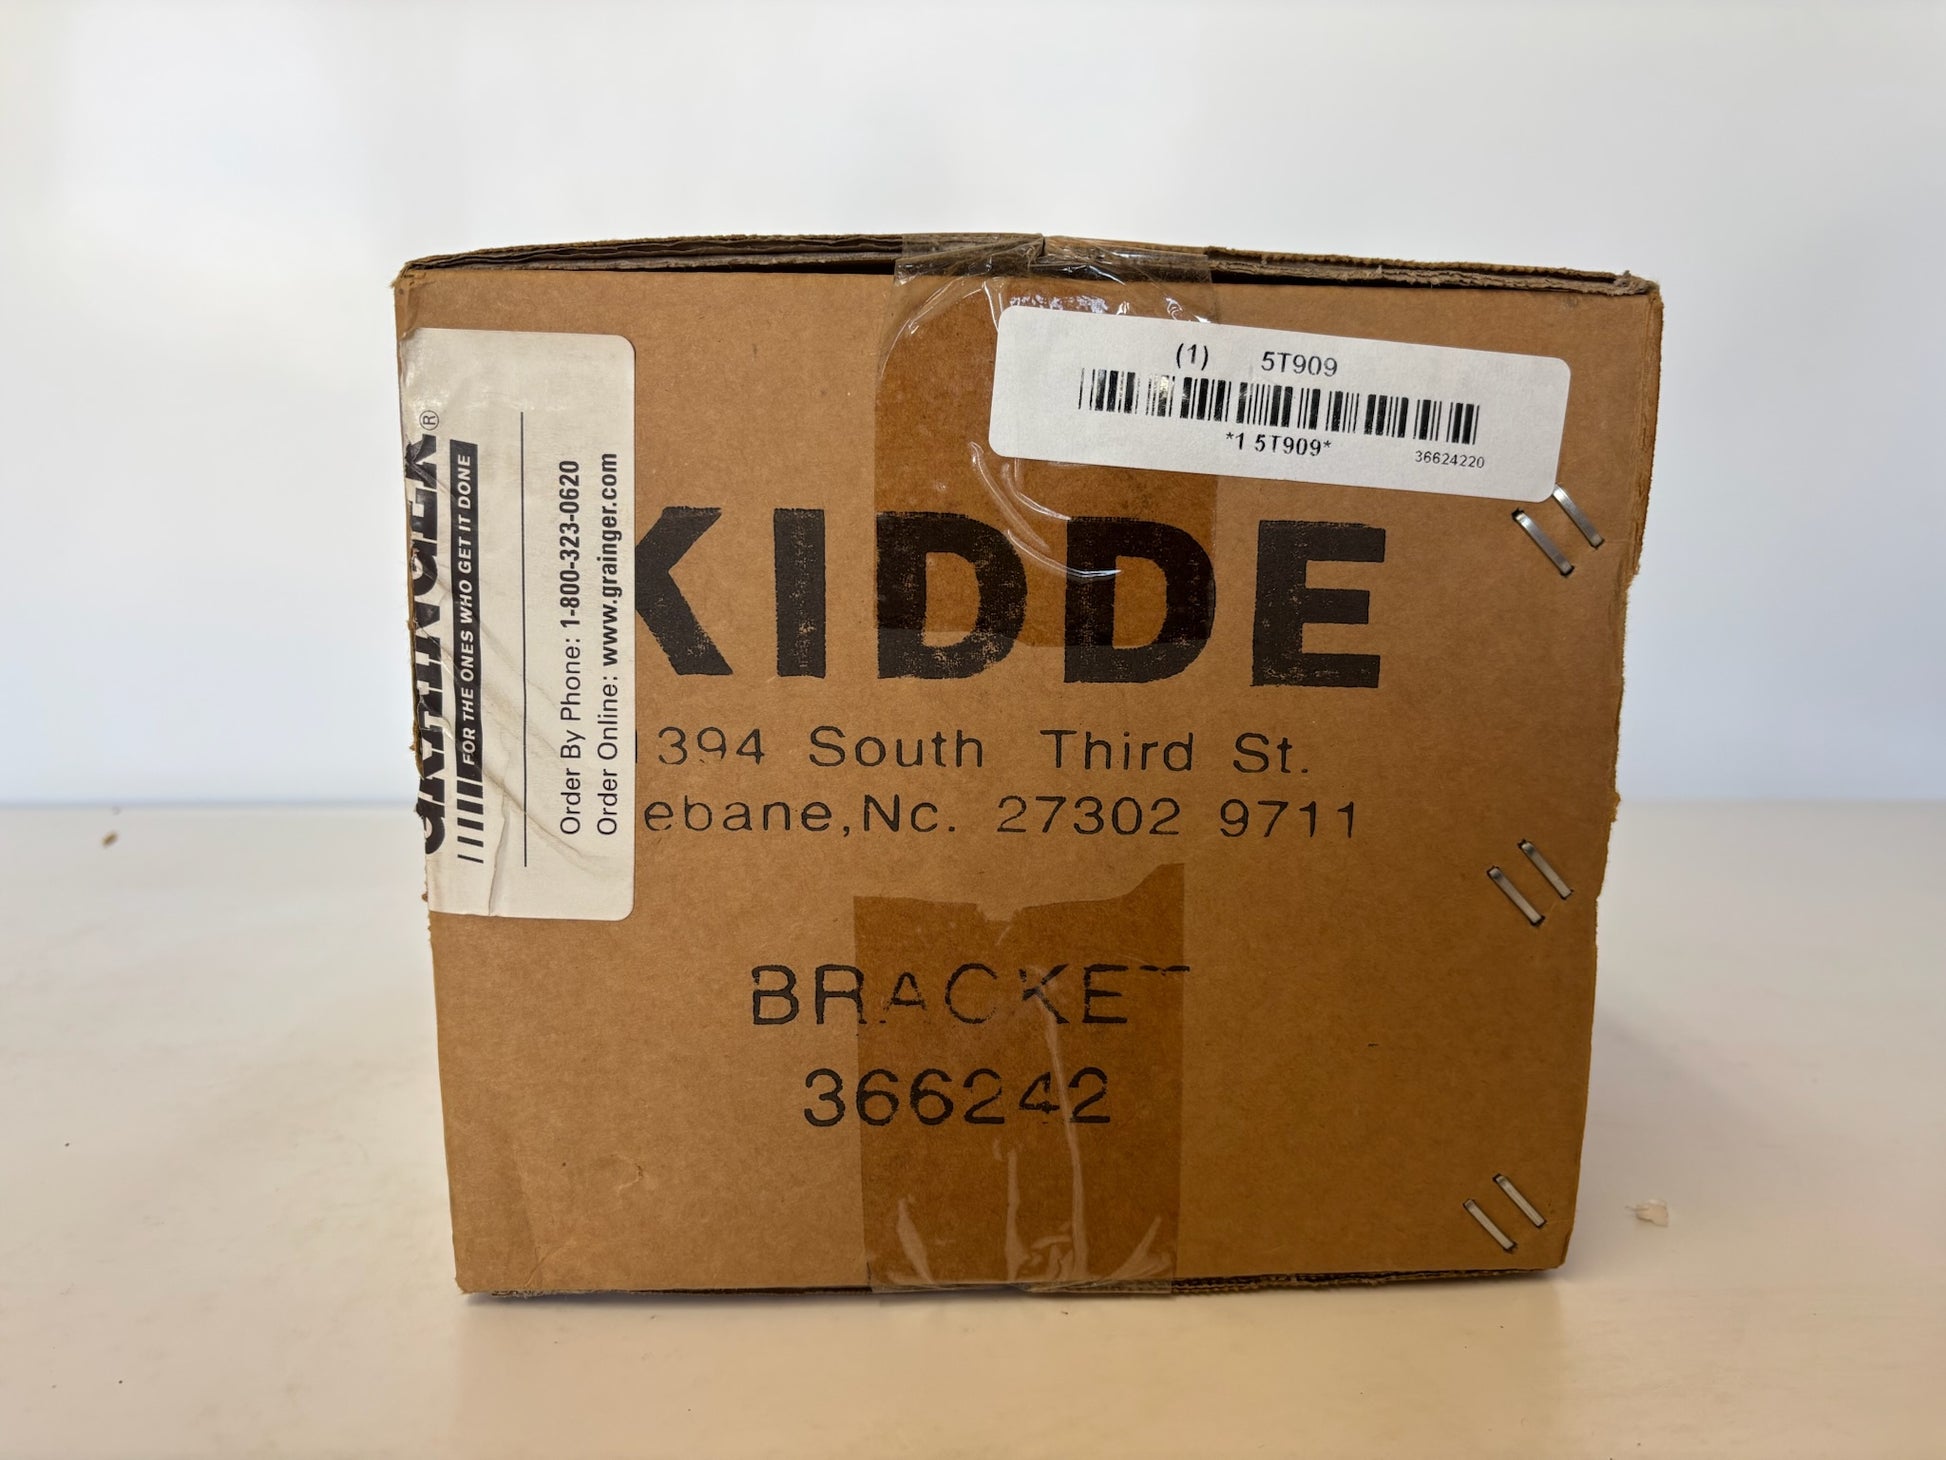 (1) 5T909
*1 5T909*
36624220
GRAINGER®
FOR THE ONES WHO GET IT DONE
Order By Phone: 1-800-323-0620
Order Online: www.grainger.com
KIDDE
1394 South Third St.
ebane,Nc. 27302 9711
BRACKET
366242